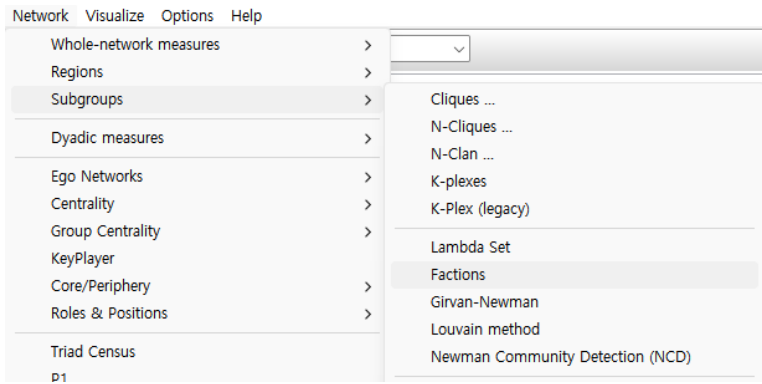 Network Visualize Options Help
Whole-network measures
Regions
Subgroups
Dyadic measures
Ego Networks
Centrality
Group Centrality
KeyPlayer
Core/Periphery
Roles & Positions
Triad Census
P1
Cliques ...
N-Cliques ...
N-Clan ...
K-plexes
K-Plex (legacy)
Lambda Set
Factions
Girvan-Newman
Louvain method
Newman Community Detection (NCD)